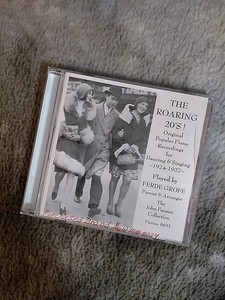 THE
ROARING
20'S!
Original
Popular Piano
Recordings
for
Dancing & Singing
~1924-1927~
Played by
FERDE GROFÉ
Pianist & Arranger
The
John Farmer
Collection